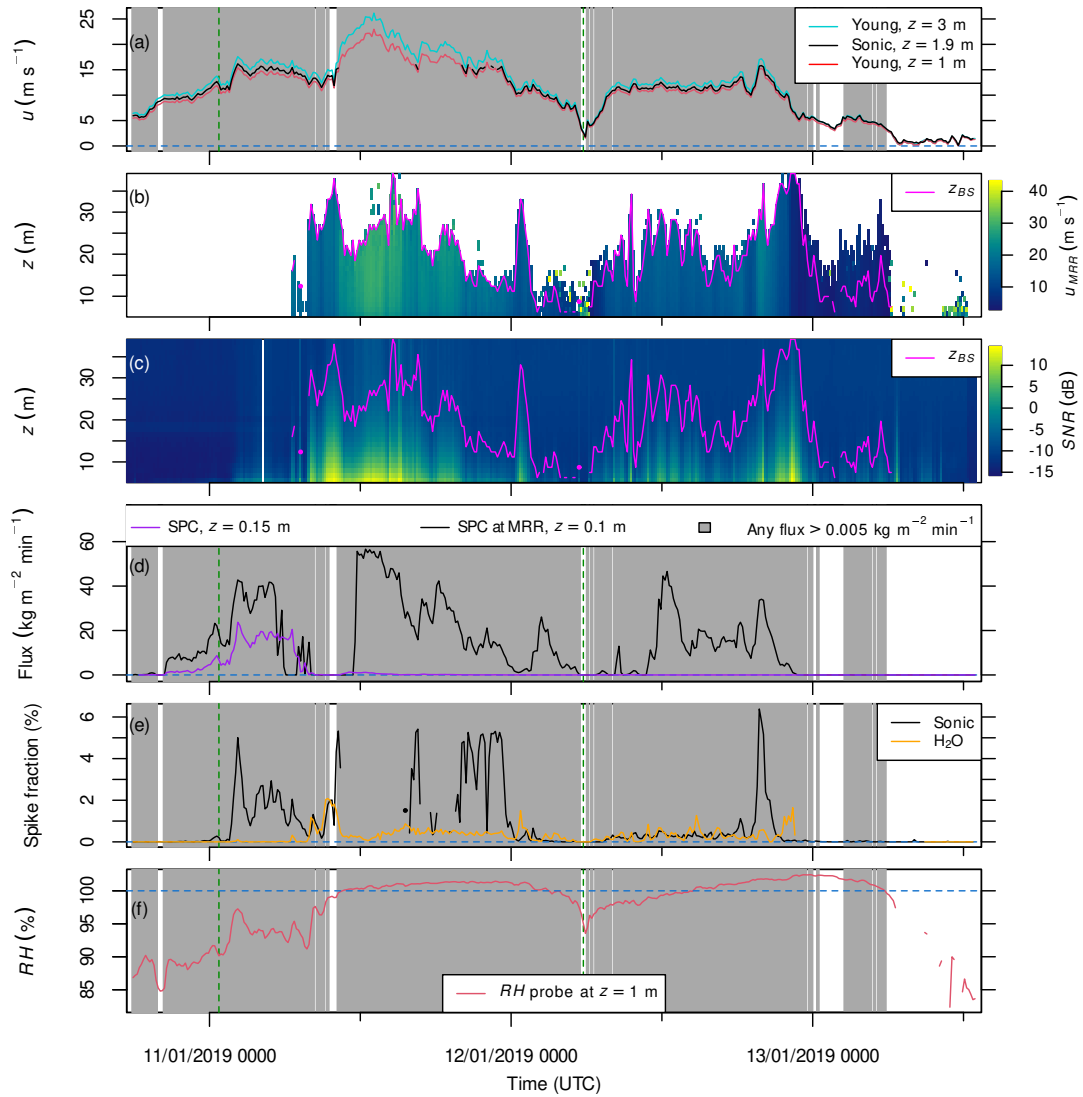 (a)
u (m s⁻¹)
25
15
5
0
Young, z = 3 m
Sonic, z = 1.9 m
Young, z = 1 m
(b)
z (m)
30
20
10
z_BS
40
30
20
10
u_MRR (m s⁻¹)
(c)
z (m)
30
20
10
z_BS
10
5
0
-5
-10
-15
SNR (dB)
SPC, z = 0.15 m
SPC at MRR, z = 0.1 m
Any flux > 0.005 kg m⁻² min⁻¹
(d)
Flux (kg m⁻² min⁻¹)
60
40
20
0
(e)
Spike fraction (%)
6
4
2
0
Sonic
H₂O
(f)
RH (%)
100
95
90
85
RH probe at z = 1 m
11/01/2019 0000
12/01/2019 0000
13/01/2019 0000
Time (UTC)